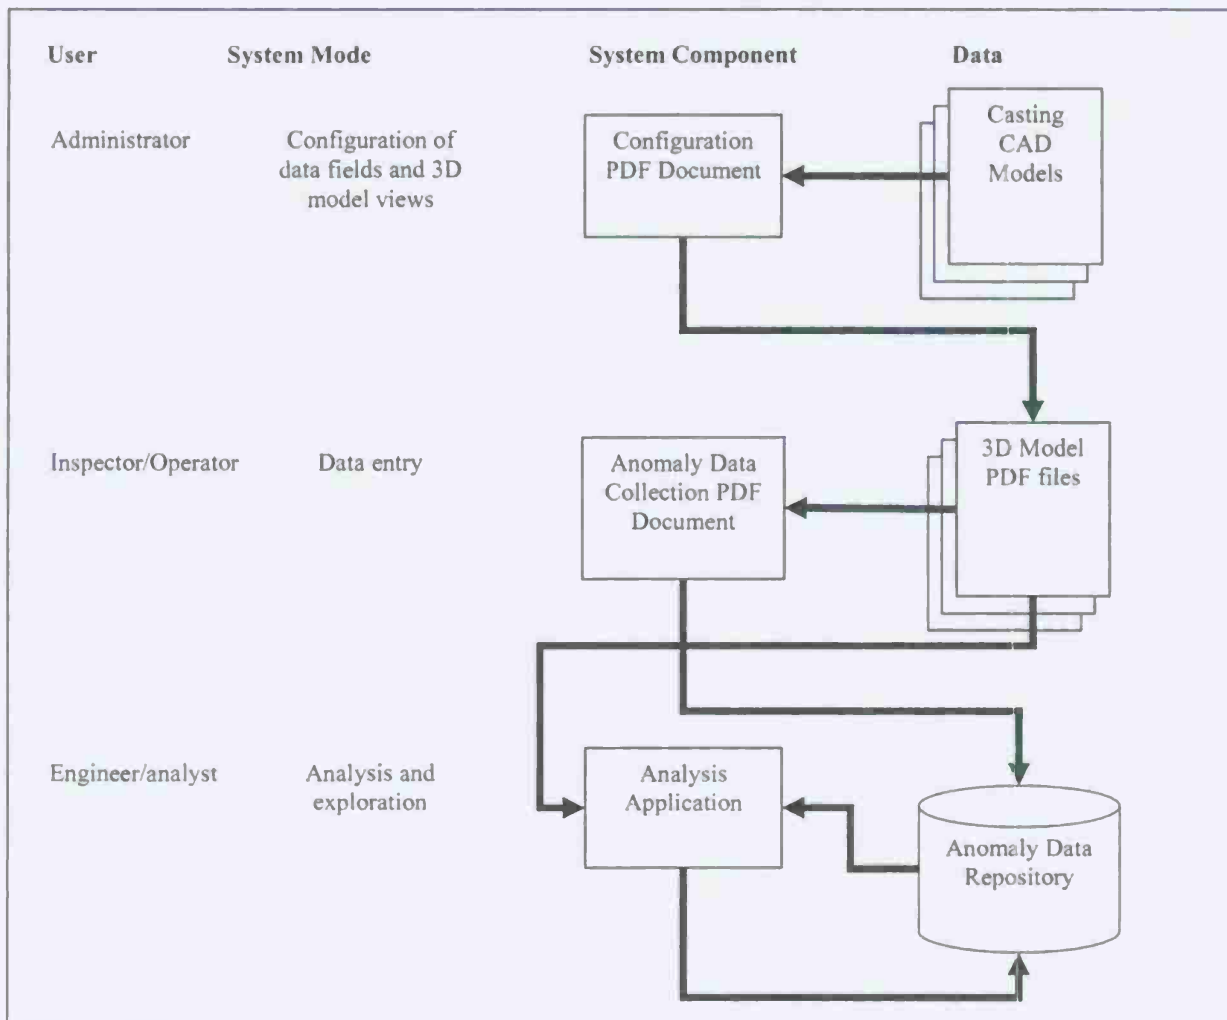 User System Mode System Component Data
Administrator
Configuration of
data fields and 3D
model views
Configuration
PDF Document
Casting
CAD
Models
Inspector/Operator
Data entry
Anomaly Data
Collection PDF
Document
3D Model
PDF files
Engineer/analyst
Analysis and
exploration
Analysis
Application
Anomaly Data
Repository